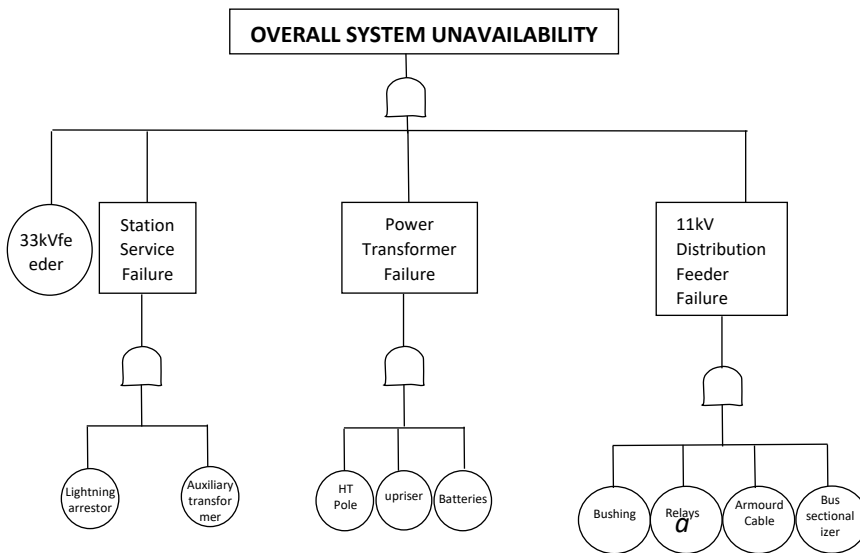 OVERALL SYSTEM UNAVAILABILITY
33kVfe
eder
Station
Service
Failure
Power
Transformer
Failure
11kV
Distribution
Feeder
Failure
Lightning
arrestor
Auxiliary
transfor
mer
HT
Pole
upriser
Batteries
Bushing
Relays
a
Armourd
Cable
Bus
sectional
izer